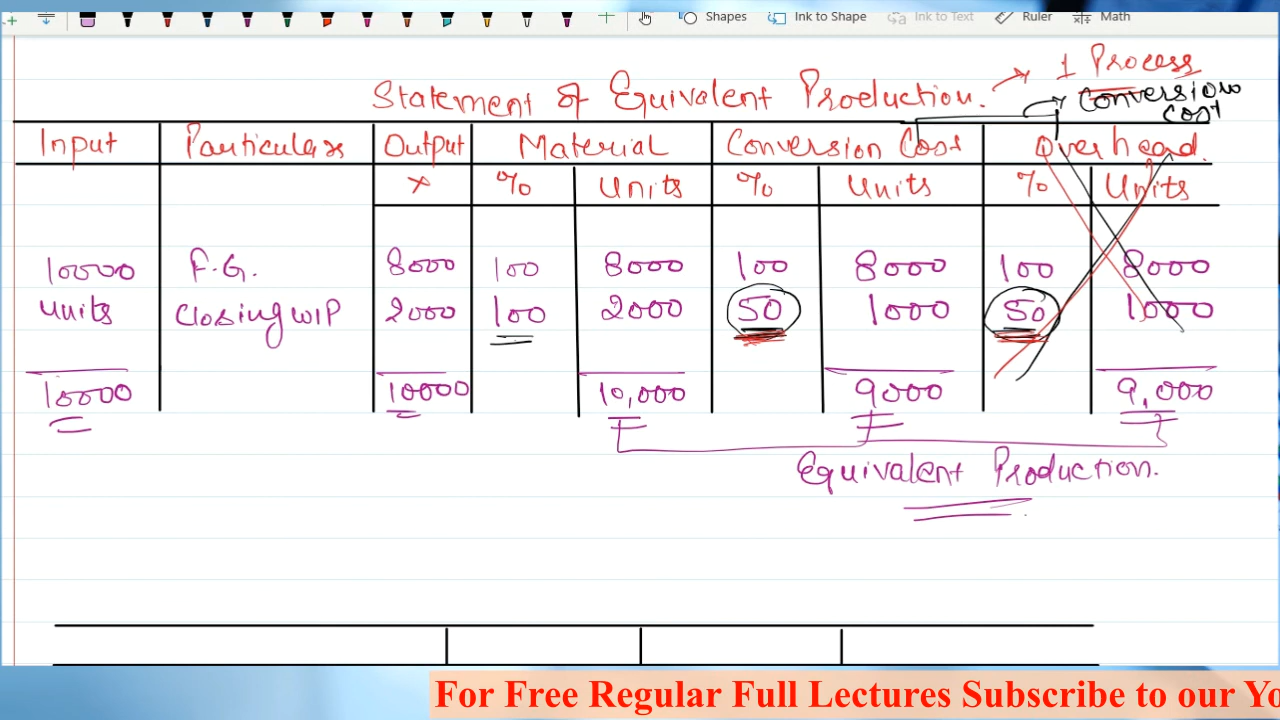 Shapes Ink to Shape Ink to Text Ruler Math
Statement of Equivalent Production. → 1 Process
Conversion Cost
Input Particulars Output Material Conversion Cost Overhead.
x % Units % Units % Units
10000 F.G. 8000 100 8000 100 8000 100 8000
Units Closing WIP 2000 100 2000 50 1000 50 1000
10000 10000 10,000 9000 9,000
Equivalent Production.
For Free Regular Full Lectures Subscribe to our Yo